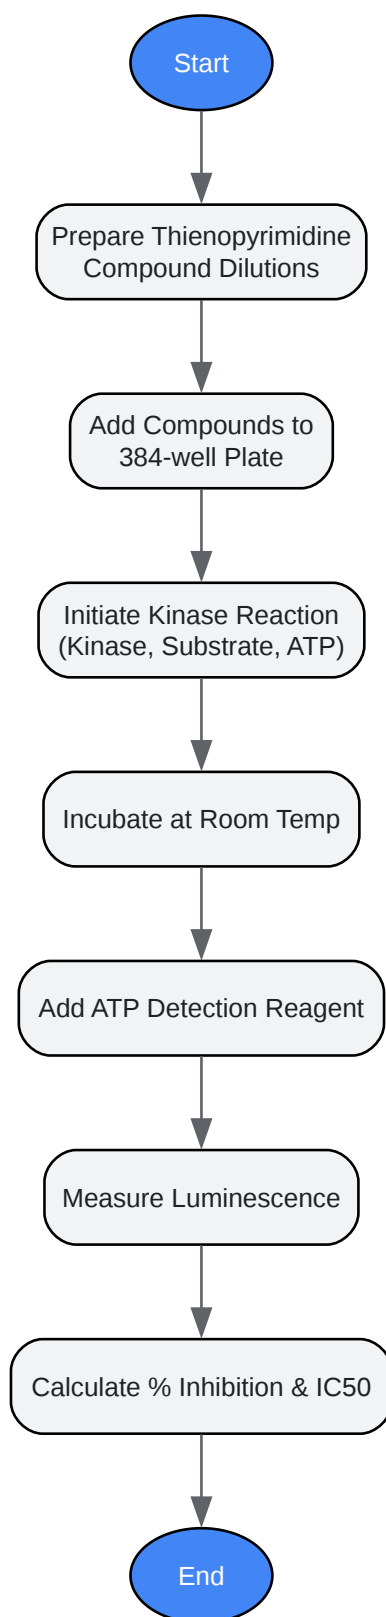 Start
Prepare Thienopyrimidine
Compound Dilutions
Add Compounds to
384-well Plate
Initiate Kinase Reaction
(Kinase, Substrate, ATP)
Incubate at Room Temp
Add ATP Detection Reagent
Measure Luminescence
Calculate % Inhibition & IC50
End